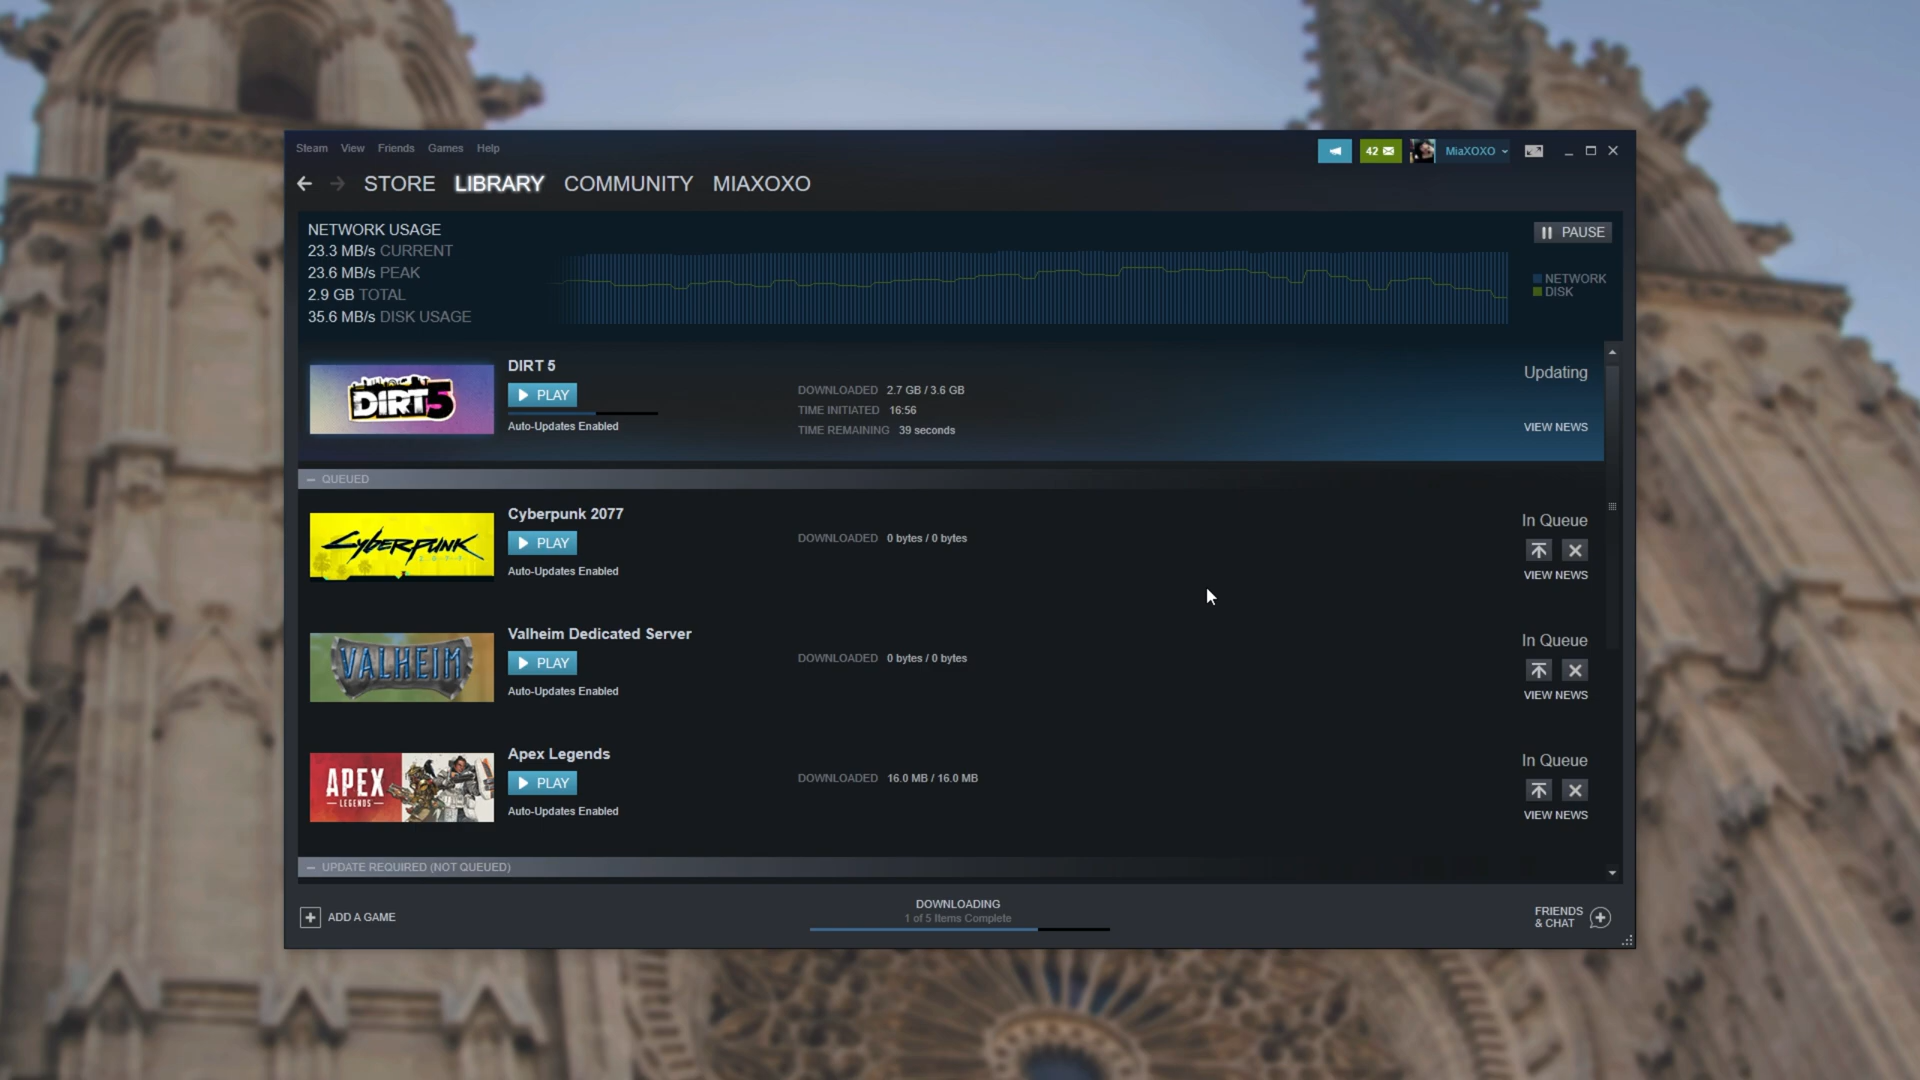 Steam View Friends Games Help
42
MiaXOXO
STORE LIBRARY COMMUNITY MIAXOXO
NETWORK USAGE
23.3 MB/s CURRENT
23.6 MB/s PEAK
2.9 GB TOTAL
35.6 MB/s DISK USAGE
PAUSE
NETWORK
DISK
DIRT 5
DIRT 5
PLAY
Auto-Updates Enabled
DOWNLOADED 2.7 GB / 3.6 GB
TIME INITIATED 16:56
TIME REMAINING 39 seconds
Updating
VIEW NEWS
QUEUED
CYBERPUNK
Cyberpunk 2077
PLAY
Auto-Updates Enabled
DOWNLOADED 0 bytes / 0 bytes
In Queue
VIEW NEWS
VALHEIM
Valheim Dedicated Server
PLAY
Auto-Updates Enabled
DOWNLOADED 0 bytes / 0 bytes
In Queue
VIEW NEWS
APEX
LEGENDS
Apex Legends
PLAY
Auto-Updates Enabled
DOWNLOADED 16.0 MB / 16.0 MB
In Queue
VIEW NEWS
UPDATE REQUIRED (NOT QUEUED)
ADD A GAME
DOWNLOADING
1 of 5 Items Complete
FRIENDS
& CHAT